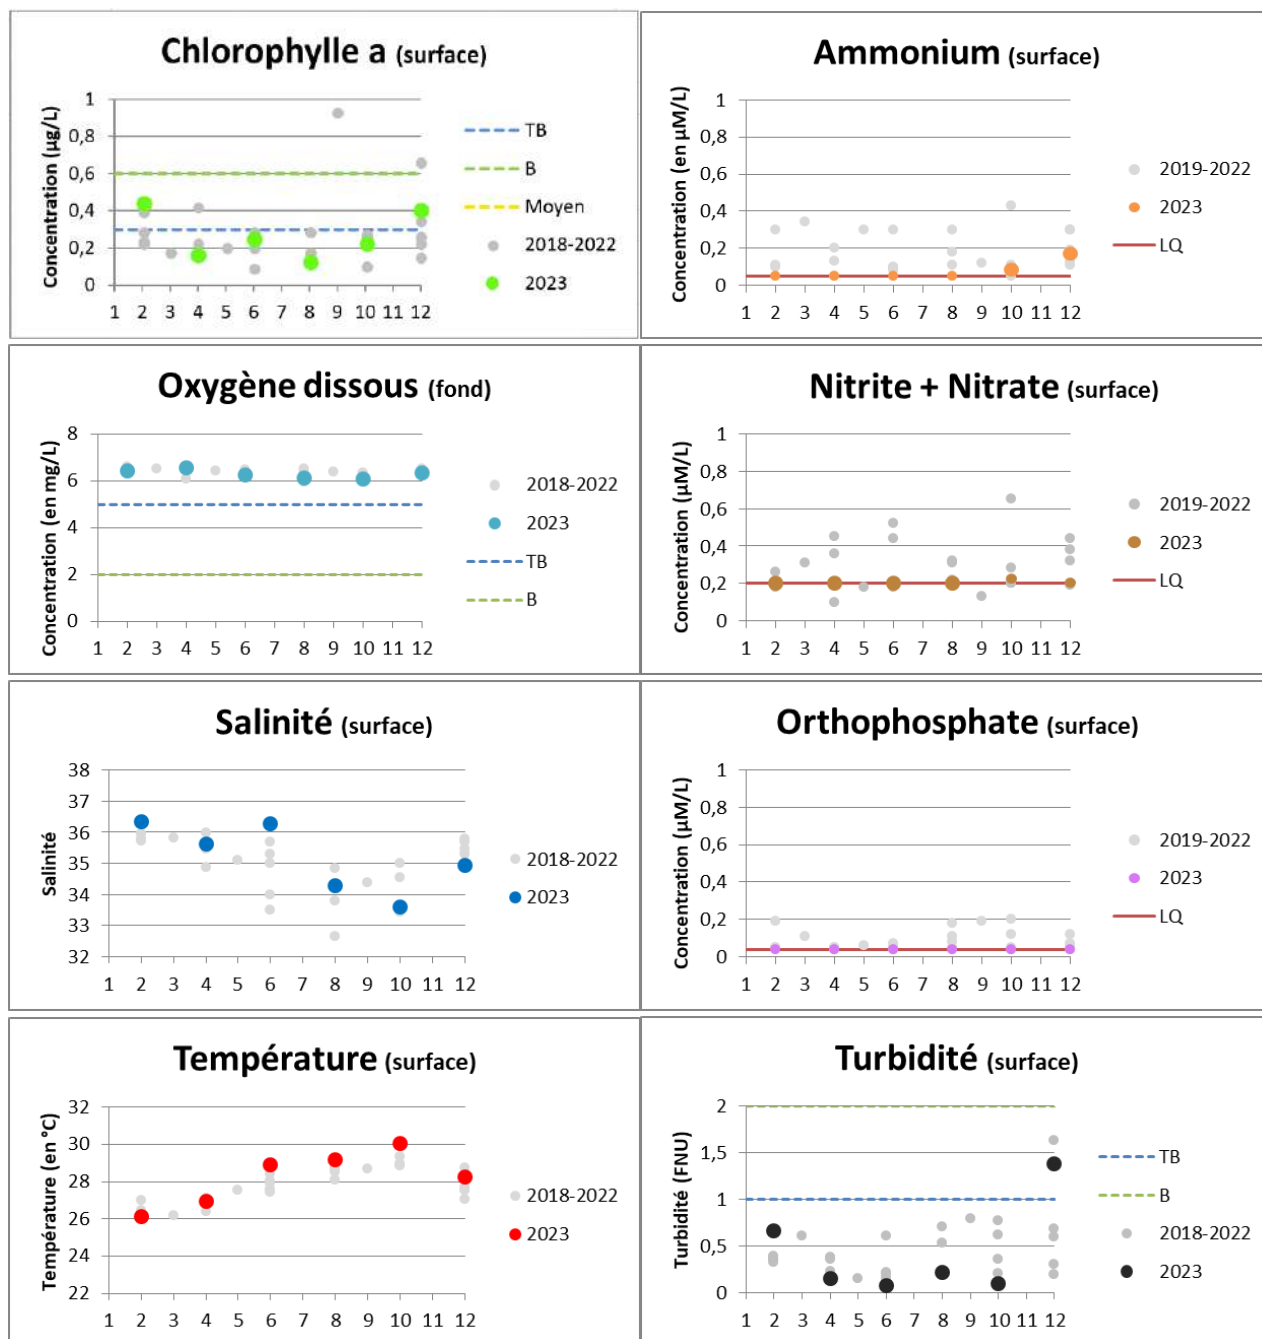 Chlorophylle a (surface)
Concentration (µg/L)
1
0,8
0,6
0,4
0,2
0
1 2 3 4 5 6 7 8 9 10 11 12
TB
B
Moyen
2018-2022
2023
Ammonium (surface)
Concentration (en µM/L)
1
0,8
0,6
0,4
0,2
0
1 2 3 4 5 6 7 8 9 10 11 12
2019-2022
2023
LQ
Oxygène dissous (fond)
Concentration (en mg/L)
8
6
4
2
0
1 2 3 4 5 6 7 8 9 10 11 12
2018-2022
2023
TB
B
Nitrite + Nitrate (surface)
Concentration (µM/L)
1
0,8
0,6
0,4
0,2
0
1 2 3 4 5 6 7 8 9 10 11 12
2019-2022
2023
LQ
Salinité (surface)
Salinité
38
37
36
35
34
33
32
1 2 3 4 5 6 7 8 9 10 11 12
2018-2022
2023
Orthophosphate (surface)
Concentration (µM/L)
1
0,8
0,6
0,4
0,2
0
1 2 3 4 5 6 7 8 9 10 11 12
2019-2022
2023
LQ
Température (surface)
Température (en °C)
32
30
28
26
24
22
1 2 3 4 5 6 7 8 9 10 11 12
2018-2022
2023
Turbidité (surface)
Turbidité (FNU)
2
1,5
1
0,5
0
1 2 3 4 5 6 7 8 9 10 11 12
TB
B
2018-2022
2023